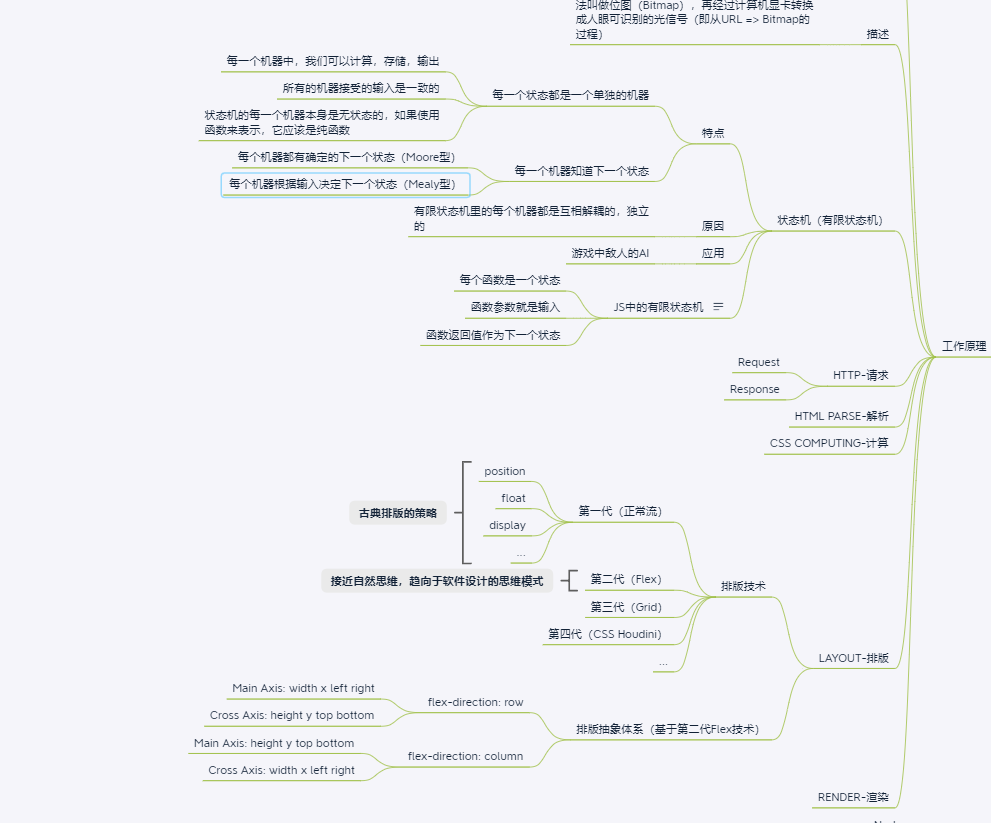 法叫做位图（Bitmap），再经过计算机显卡转换
成人眼可识别的光信号（即从URL => Bitmap的
过程）
描述
每一个机器中，我们可以计算，存储，输出
所有的机器接受的输入是一致的
每一个状态都是一个单独的机器
状态机的每一个机器本身是无状态的，如果使用
函数来表示，它应该是纯函数
特点
每个机器都有确定的下一个状态（Moore型）
每一个机器知道下一个状态
每个机器根据输入决定下一个状态（Mealy型）
有限状态机里的每个机器都是互相解耦的，独立
的
原因
状态机（有限状态机）
游戏中敌人的AI
应用
每个函数是一个状态
函数参数就是输入
JS中的有限状态机
函数返回值作为下一个状态
工作原理
Request
HTTP-请求
Response
HTML PARSE-解析
CSS COMPUTING-计算
position
float
古典排版的策略
第一代（正常流）
display
...
接近自然思维，趋向于软件设计的思维模式
第二代（Flex）
排版技术
第三代（Grid）
第四代（CSS Houdini）
...
LAYOUT-排版
Main Axis: width x left right
flex-direction: row
Cross Axis: height y top bottom
排版抽象体系（基于第二代Flex技术）
Main Axis: height y top bottom
flex-direction: column
Cross Axis: width x left right
RENDER-渲染